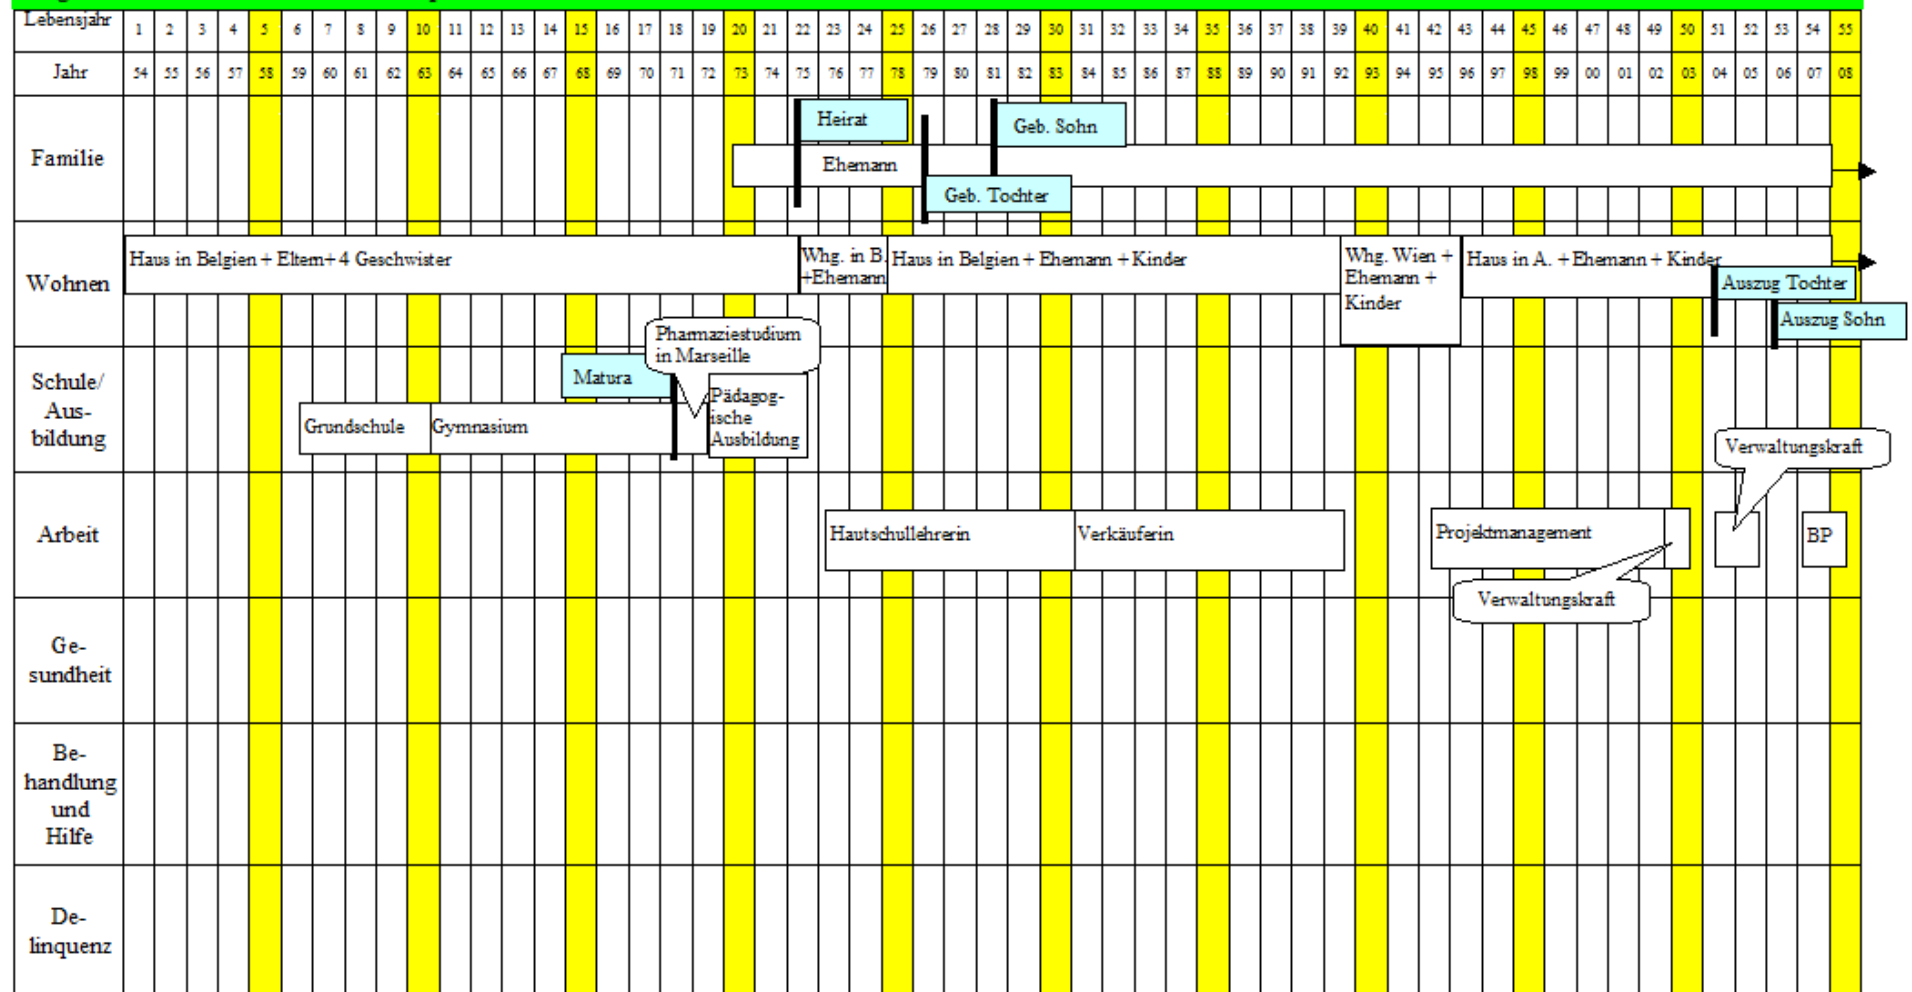 Lebensjahr 1 2 3 4 5 6 7 8 9 10 11 12 13 14 15 16 17 18 19 20 21 22 23 24 25 26 27 28 29 30 31 32 33 34 35 36 37 38 39 40 41 42 43 44 45 46 47 48 49 50 51 52 53 54 55
Jahr 54 55 56 57 58 59 60 61 62 63 64 65 66 67 68 69 70 71 72 73 74 75 76 77 78 79 80 81 82 83 84 85 86 87 88 89 90 91 92 93 94 95 96 97 98 99 00 01 02 03 04 05 06 07 08
Familie
Heirat
Geb. Sohn
Ehemann
Geb. Tochter
Wohnen
Haus in Belgien + Eltern+ 4 Geschwister
Whg. in B.
+Ehemann
Haus in Belgien + Ehemann + Kinder
Whg. Wien +
Ehemann +
Kinder
Haus in A. + Ehemann + Kinder
Auszug Tochter
Auszug Sohn
Schule/
Aus-
bildung
Pharmaziestudium
in Marseille
Matura
Grundschule
Gymnasium
Pädagog-
ische
Ausbildung
Verwaltungskraft
Arbeit
Hautschullehrerin
Verkäuferin
Projektmanagement
BP
Verwaltungskraft
Ge-
sundheit
Be-
handlung
und
Hilfe
De-
linquenz